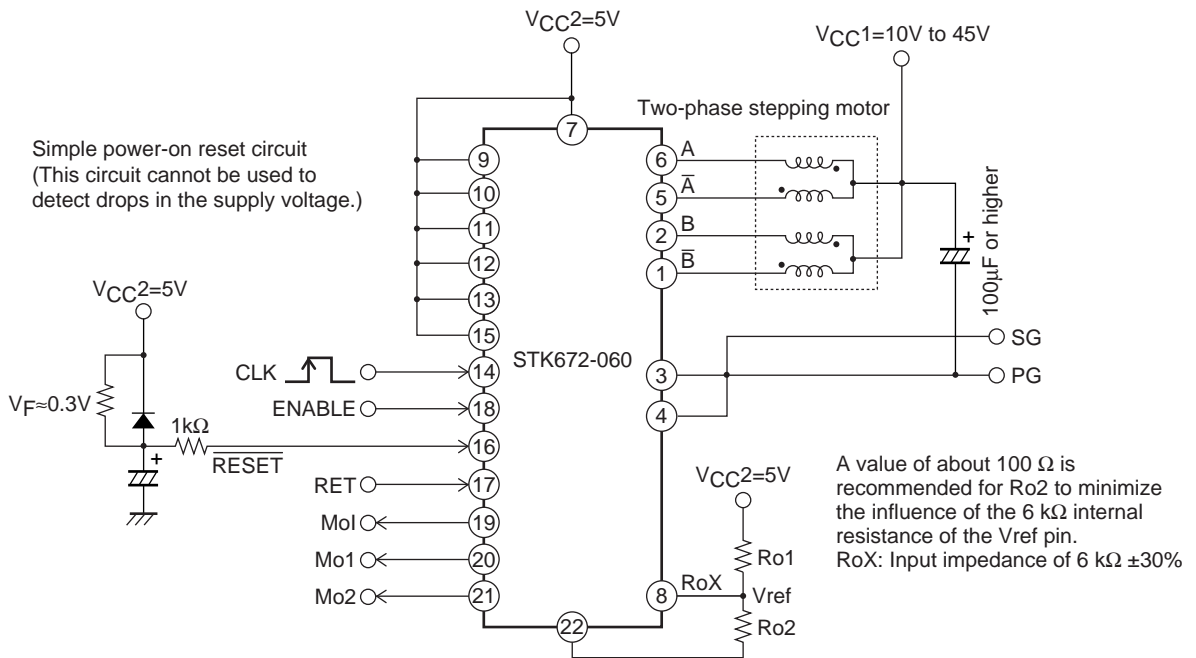 VCC2=5V
VCC1=10V to 45V
Two-phase stepping motor
Simple power-on reset circuit
(This circuit cannot be used to
detect drops in the supply voltage.)
7
9
10
11
12
13
15
6 A
5 A̅
2 B
1 B̅
100µF or higher
VCC2=5V
VF≈0.3V
1kΩ
R̅E̅S̅E̅T̅
STK672-060
CLK 14
ENABLE 18
16
RET 17
MoI 19
Mo1 20
Mo2 21
22
3
4
SG
PG
VCC2=5V
Ro1
8 RoX Vref
Ro2
A value of about 100 Ω is
recommended for Ro2 to minimize
the influence of the 6 kΩ internal
resistance of the Vref pin.
RoX: Input impedance of 6 kΩ ±30%